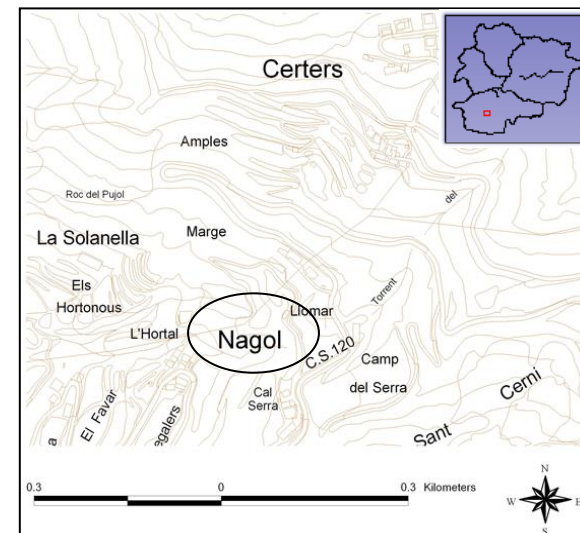 Certers
Amples
del
Roc del Pujol
La Solanella
Marge
Els
Hortonous
Torrent
Llomar
L'Hortal
Nagol
C.S.120
Camp
del Serra
Cal
Serra
Cerni
El Favar
Sant
a
egalers
0.3
0
0.3
Kilometers
N
W
E
S